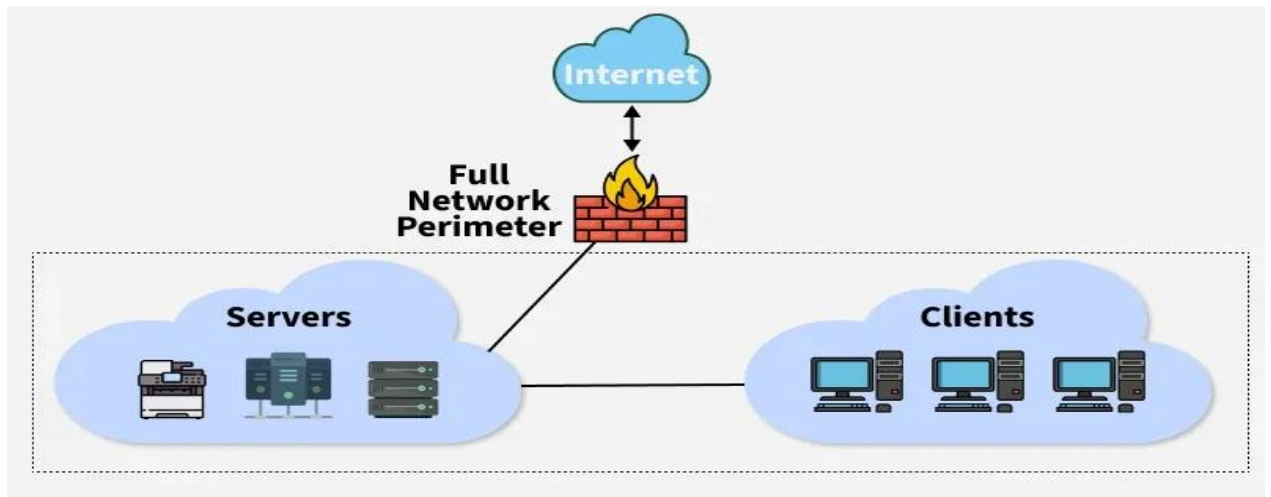 Internet
Full
Network
Perimeter
Servers
Clients